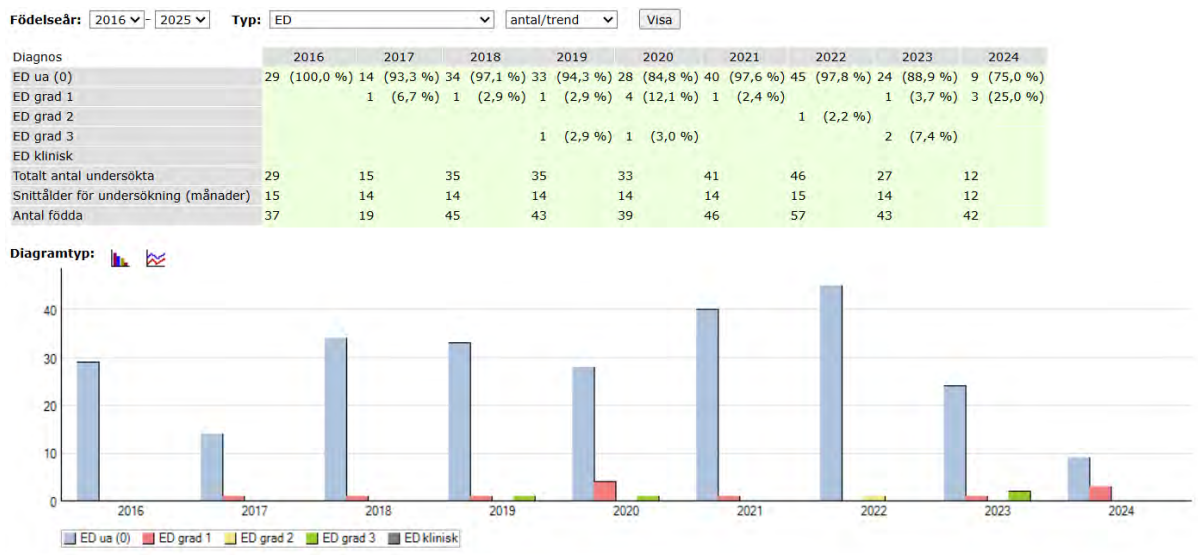 Födelseår: 2016 - 2025 Typ: ED antal/trend Visa
Diagnos 2016 2017 2018 2019 2020 2021 2022 2023 2024
ED ua (0) 29 (100,0 %) 14 (93,3 %) 34 (97,1 %) 33 (94,3 %) 28 (84,8 %) 40 (97,6 %) 45 (97,8 %) 24 (88,9 %) 9 (75,0 %)
ED grad 1 1 (6,7 %) 1 (2,9 %) 1 (2,9 %) 4 (12,1 %) 1 (2,4 %) 1 (3,7 %) 3 (25,0 %)
ED grad 2 1 (2,2 %)
ED grad 3 1 (2,9 %) 1 (3,0 %) 2 (7,4 %)
ED klinisk
Totalt antal undersökta 29 15 35 35 33 41 46 27 12
Snittålder för undersökning (månader) 15 14 14 14 14 14 15 14 12
Antal födda 37 19 45 43 39 46 57 43 42
Diagramtyp:
40
30
20
10
0
2016 2017 2018 2019 2020 2021 2022 2023 2024
ED ua (0) ED grad 1 ED grad 2 ED grad 3 ED klinisk